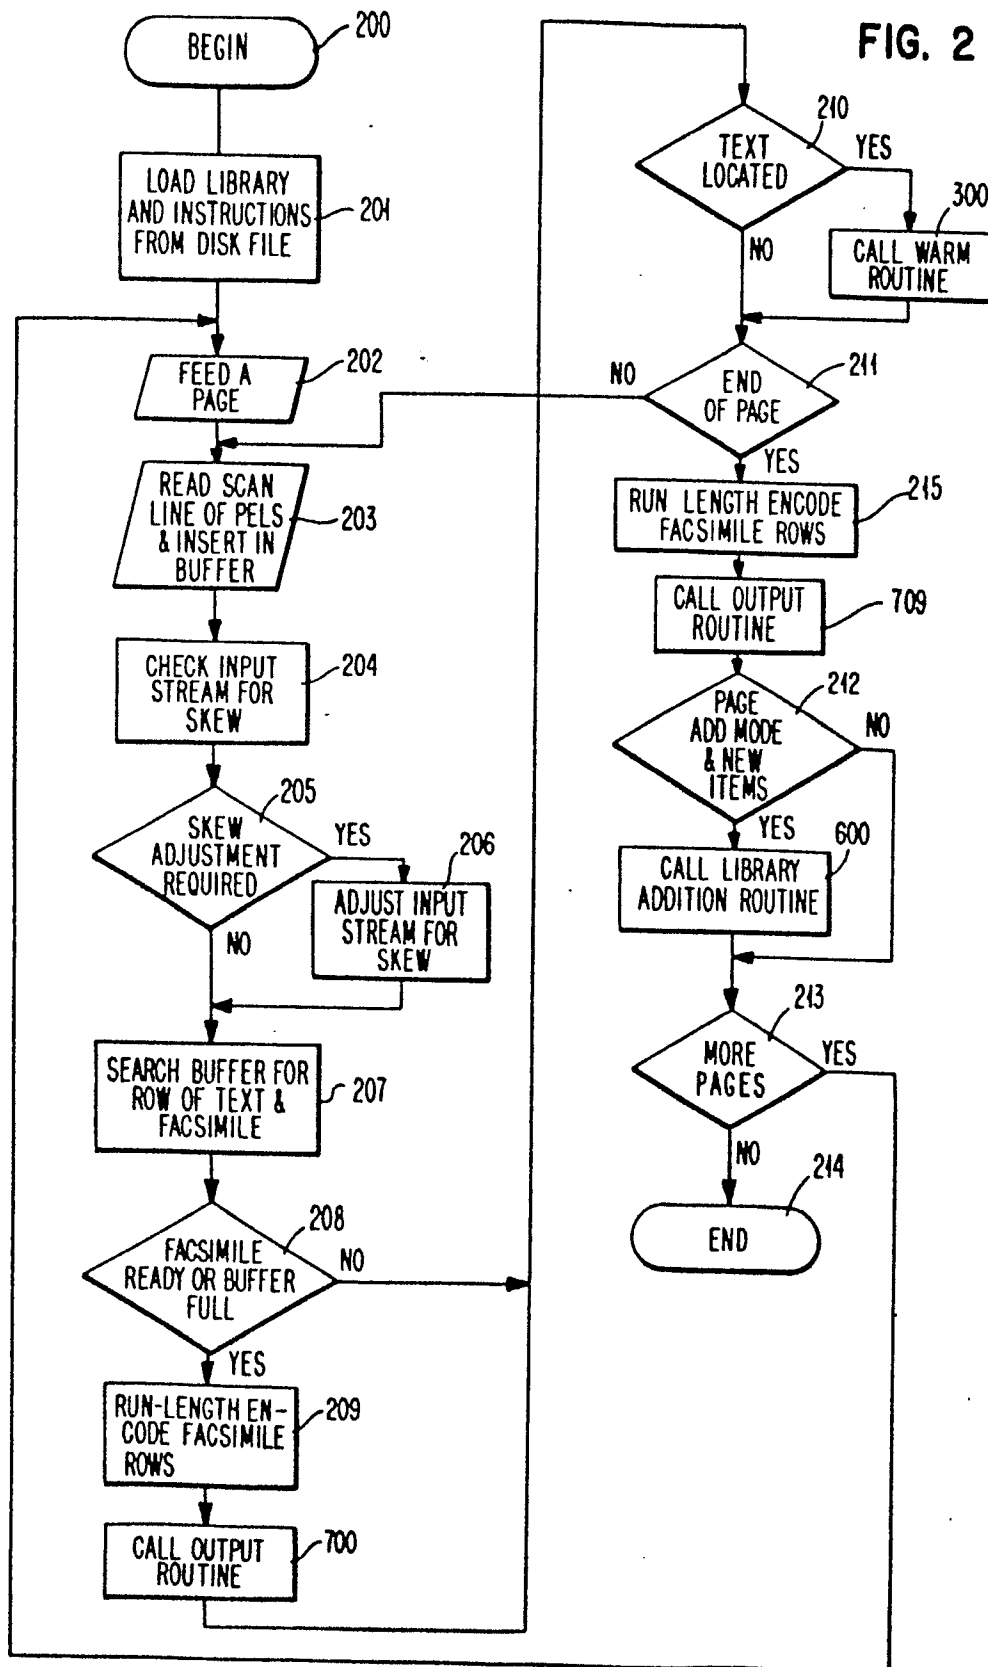 FIG. 2
BEGIN
200
LOAD LIBRARY
AND INSTRUCTIONS
FROM DISK FILE
201
FEED A
PAGE
202
READ SCAN
LINE OF PELS
& INSERT IN
BUFFER
203
CHECK INPUT
STREAM FOR
SKEW
204
SKEW
ADJUSTMENT
REQUIRED
205
YES
NO
206
ADJUST INPUT
STREAM FOR
SKEW
SEARCH BUFFER FOR
ROW OF TEXT &
FACSIMILE
207
FACSIMILE
READY OR BUFFER
FULL
208
NO
YES
RUN-LENGTH EN-
CODE FACSIMILE
ROWS
209
CALL OUTPUT
ROUTINE
700
TEXT
LOCATED
210
YES
NO
300
CALL WARM
ROUTINE
END
OF PAGE
211
NO
YES
RUN LENGTH ENCODE
FACSIMILE ROWS
215
CALL OUTPUT
ROUTINE
709
PAGE
ADD MODE
& NEW
ITEMS
212
NO
YES
600
CALL LIBRARY
ADDITION ROUTINE
MORE
PAGES
213
YES
NO
END
214